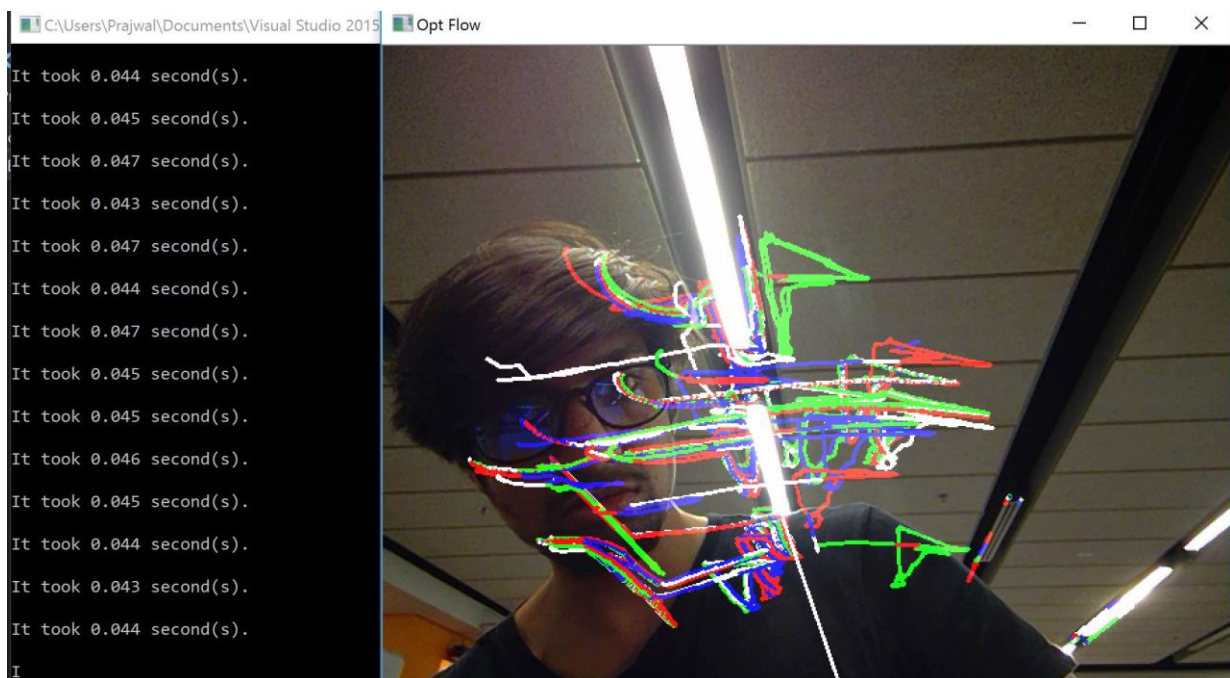 C:\Users\Prajwal\Documents\Visual Studio 2015
Opt Flow
It took 0.044 second(s).
It took 0.045 second(s).
It took 0.047 second(s).
It took 0.043 second(s).
It took 0.047 second(s).
It took 0.044 second(s).
It took 0.047 second(s).
It took 0.045 second(s).
It took 0.045 second(s).
It took 0.046 second(s).
It took 0.045 second(s).
It took 0.044 second(s).
It took 0.043 second(s).
It took 0.044 second(s).
I